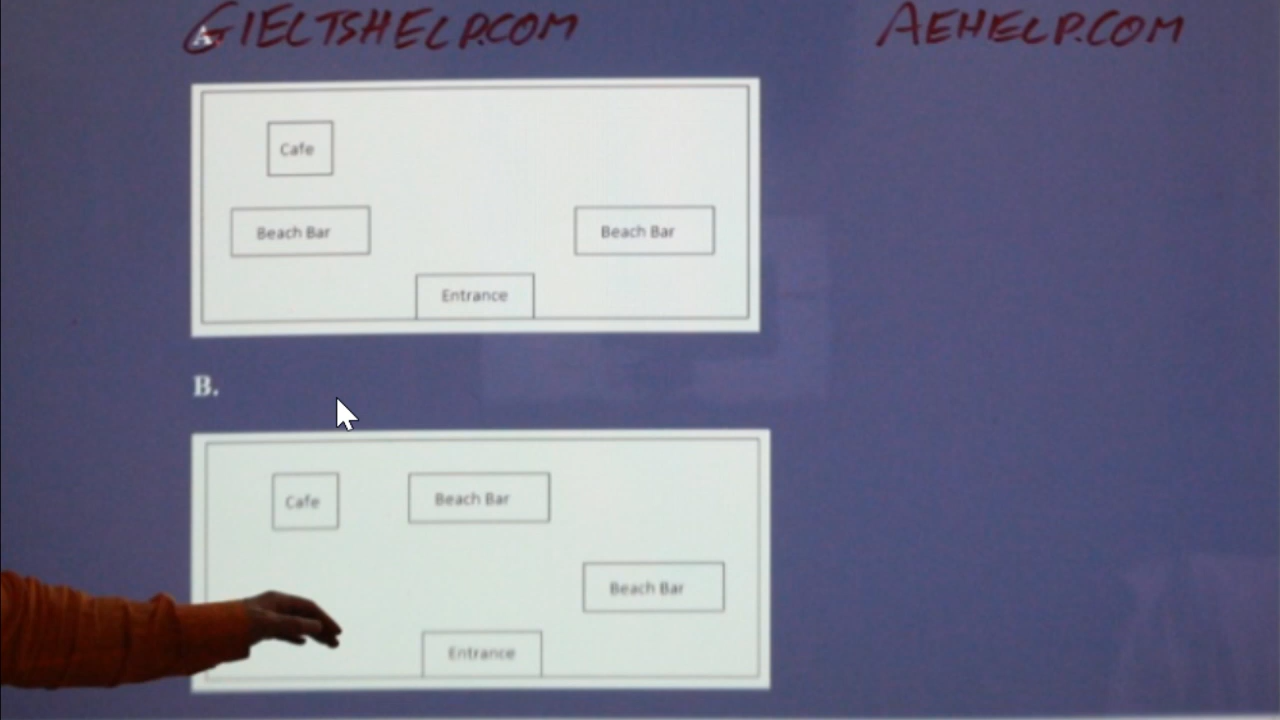 GIELTSHELP.COM AEHELP.COM
A.
Cafe
Beach Bar Beach Bar
Entrance
B.
Cafe Beach Bar
Beach Bar
Entrance